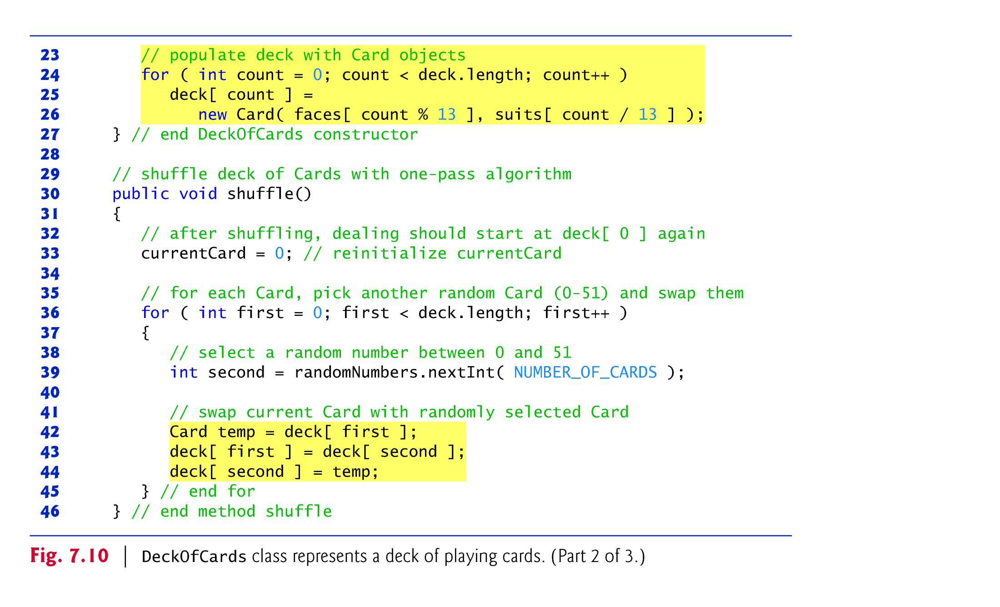 23 // populate deck with Card objects
24 for ( int count = 0; count < deck.length; count++ )
25 deck[ count ] =
26 new Card( faces[ count % 13 ], suits[ count / 13 ] );
27 } // end DeckOfCards constructor
28
29 // shuffle deck of Cards with one-pass algorithm
30 public void shuffle()
31 {
32 // after shuffling, dealing should start at deck[ 0 ] again
33 currentCard = 0; // reinitialize currentCard
34
35 // for each Card, pick another random Card (0-51) and swap them
36 for ( int first = 0; first < deck.length; first++ )
37 {
38 // select a random number between 0 and 51
39 int second = randomNumbers.nextInt( NUMBER_OF_CARDS );
40
41 // swap current Card with randomly selected Card
42 Card temp = deck[ first ];
43 deck[ first ] = deck[ second ];
44 deck[ second ] = temp;
45 } // end for
46 } // end method shuffle
Fig. 7.10 | DeckOfCards class represents a deck of playing cards. (Part 2 of 3.)